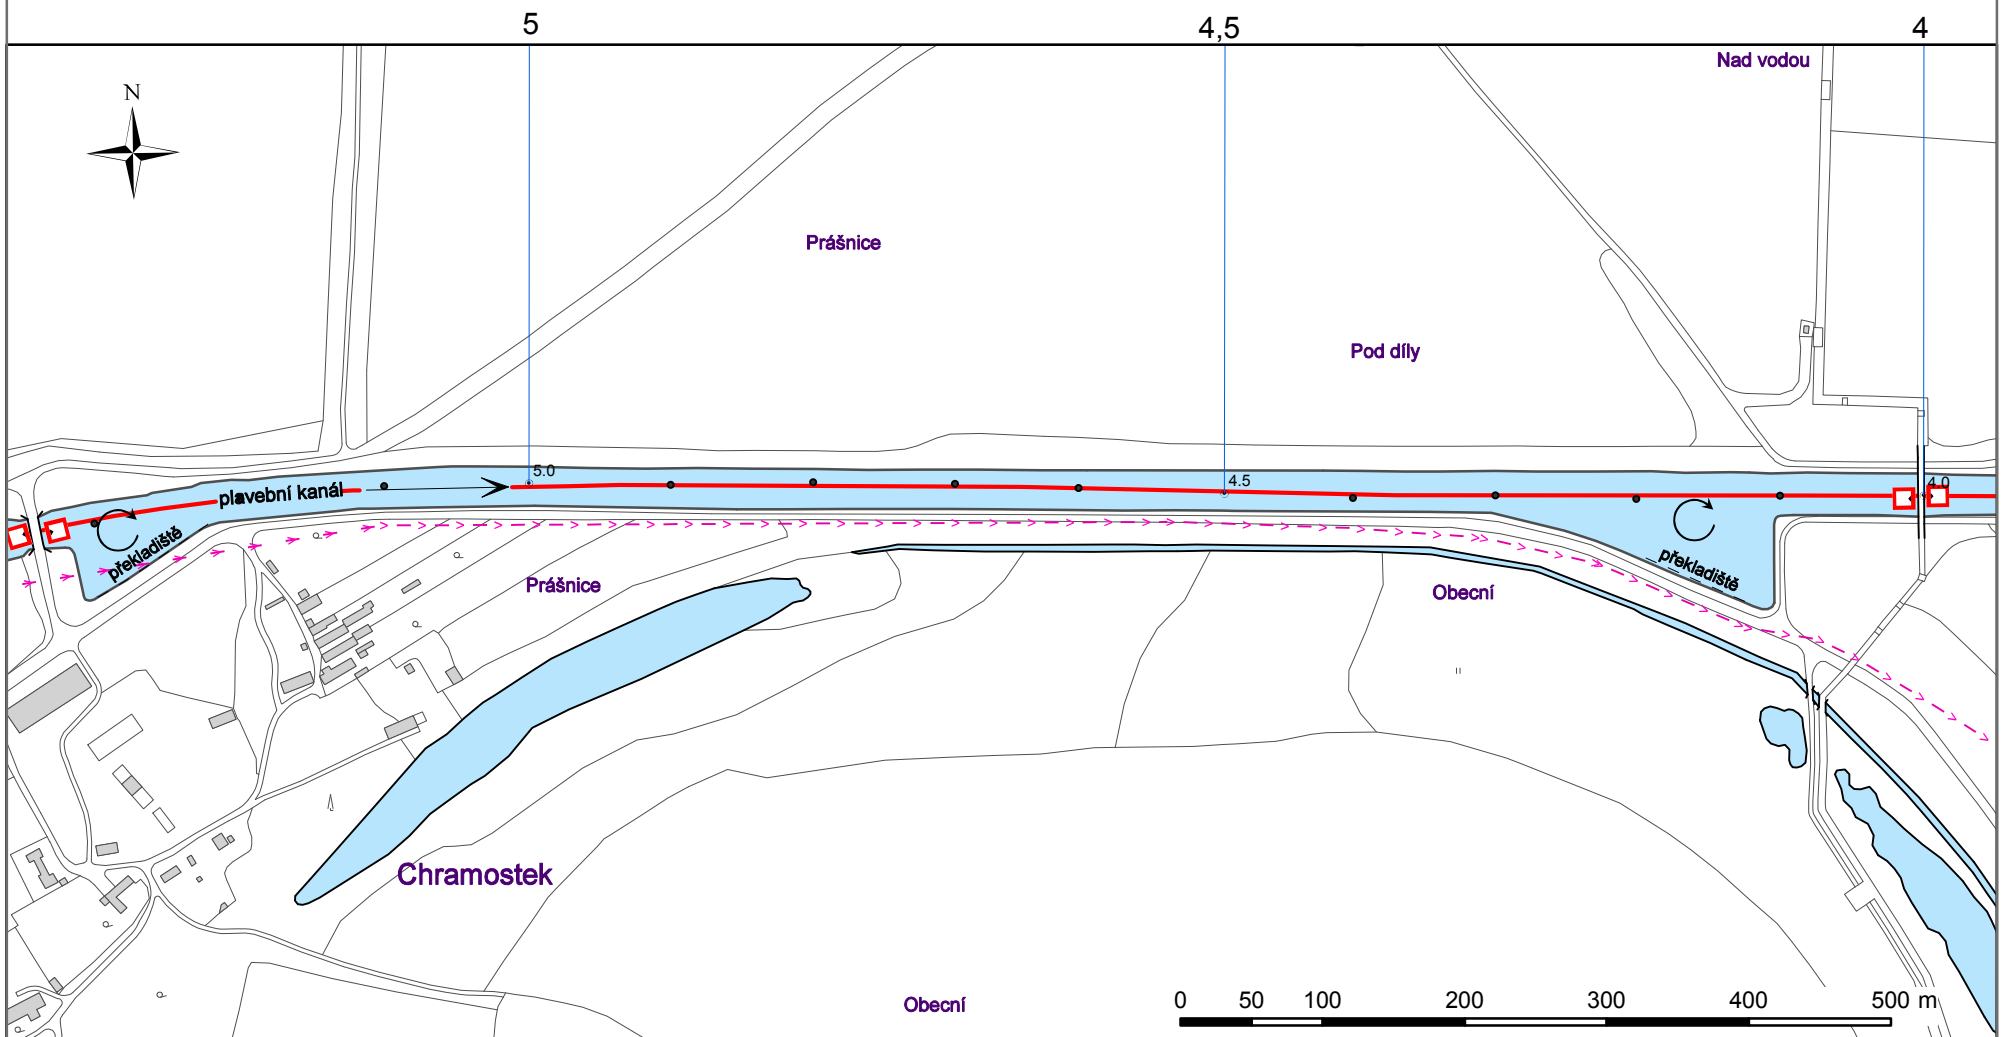 5
4,5
4
Nad vodou
N
Prášnice
Pod díly
5.0
4.5
4.0
plavební kanál
překladiště
překladiště
Prášnice
Obecní
Chramostek
Obecní
0 50 100 200 300 400 500 m